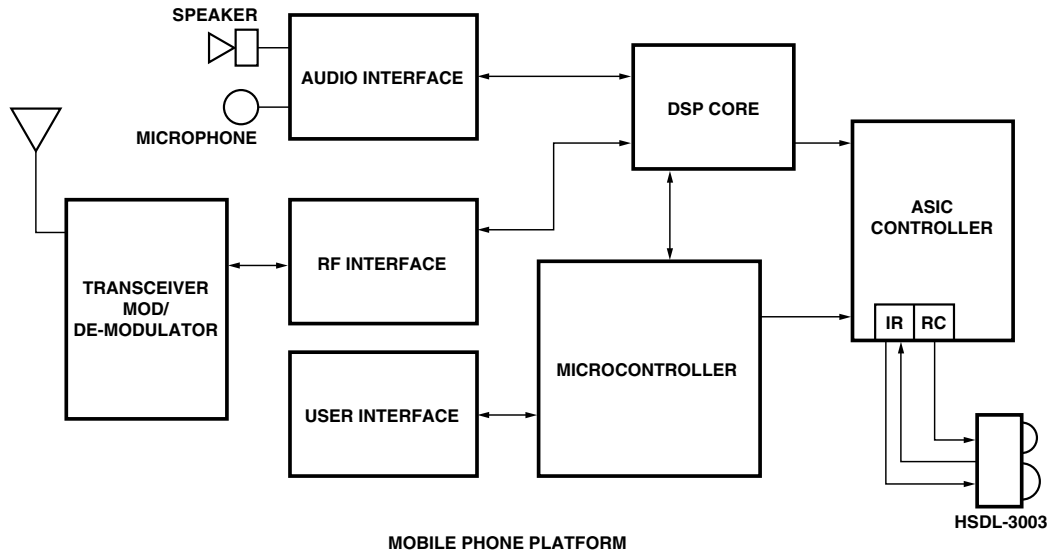 SPEAKER
AUDIO INTERFACE
MICROPHONE
DSP CORE
ASIC
CONTROLLER
RF INTERFACE
TRANSCEIVER
MOD/
DE-MODULATOR
IR
RC
MICROCONTROLLER
USER INTERFACE
HSDL-3003
MOBILE PHONE PLATFORM